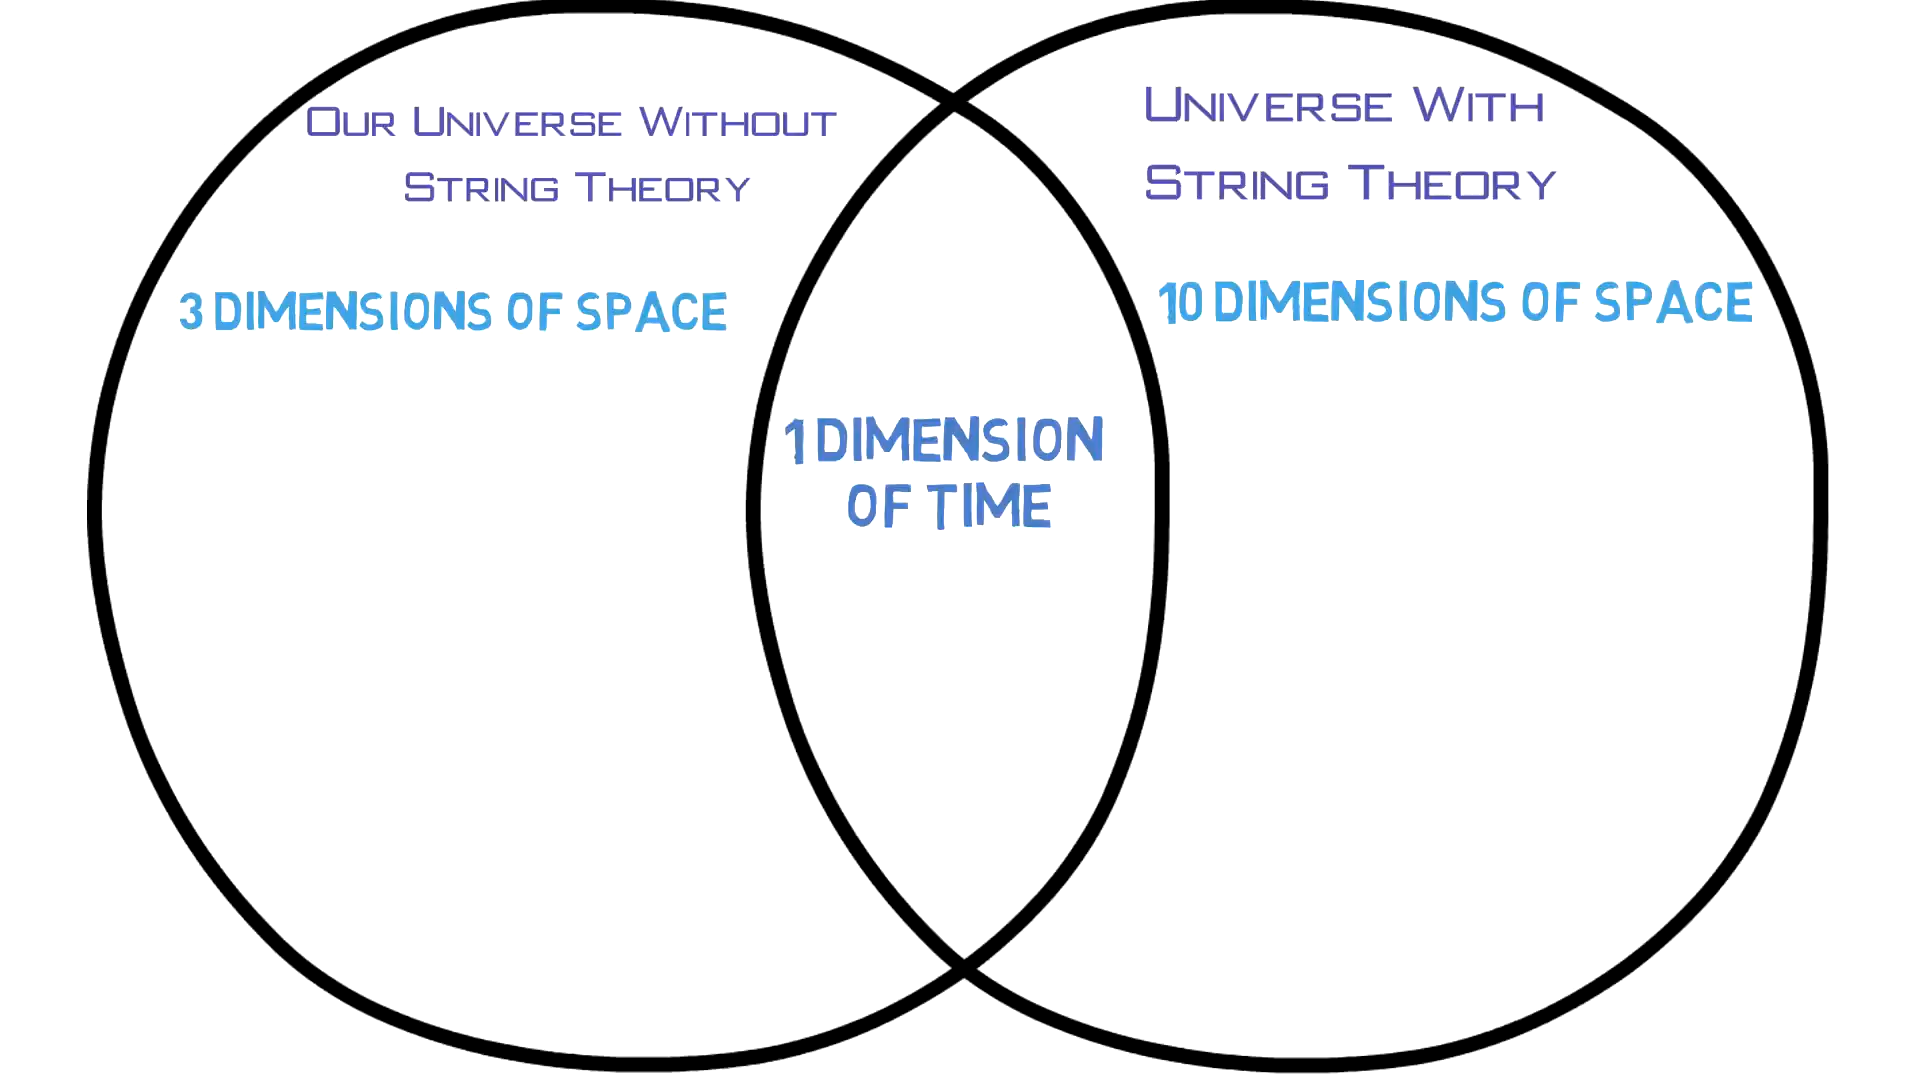 Our Universe Without
String Theory
3 DIMENSIONS OF SPACE
1 DIMENSION
OF TIME
Universe With
String Theory
10 DIMENSIONS OF SPACE